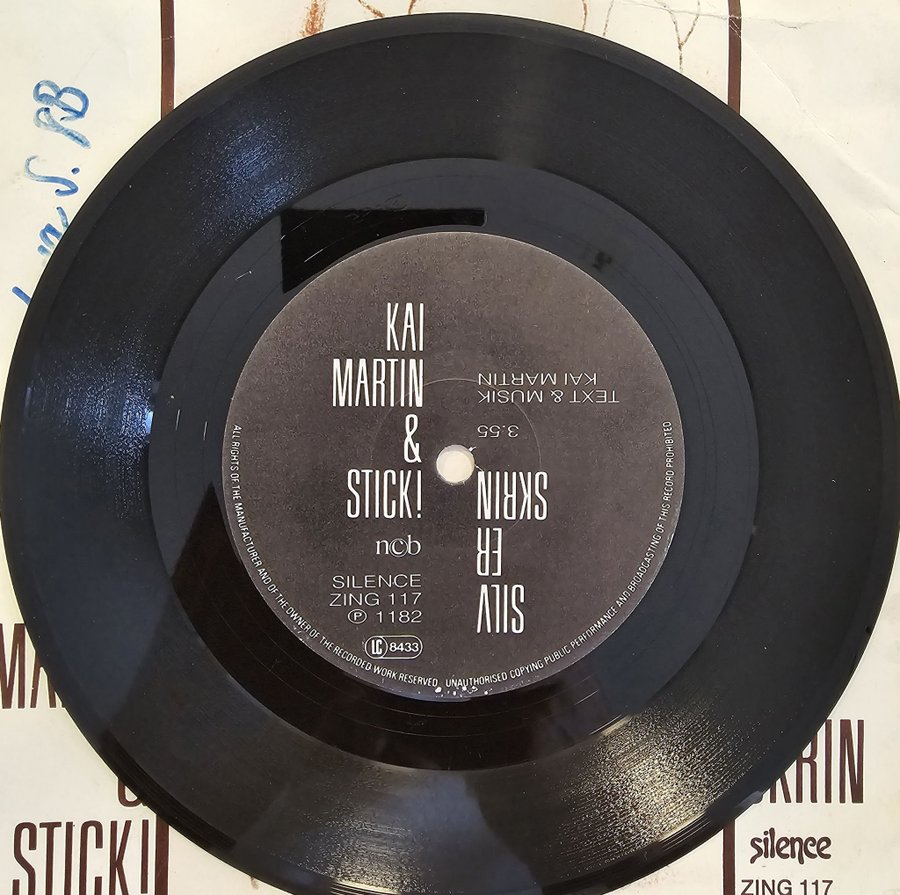 KAI
MARTIN
&
STICK!
ncb
SILENCE
ZING 117
℗ 1182
LC 8433
SILV
ER
SKRIN
3.55
TEXT & MUSIK
KAI MARTIN
ALL RIGHTS OF THE MANUFACTURER AND OF THE OWNER OF THE RECORDED WORK RESERVED UNAUTHORISED COPYING PUBLIC PERFORMANCE AND BROADCASTING OF THIS RECORD PROHIBITED
STICK!
SKRIN
silence
ZING 117